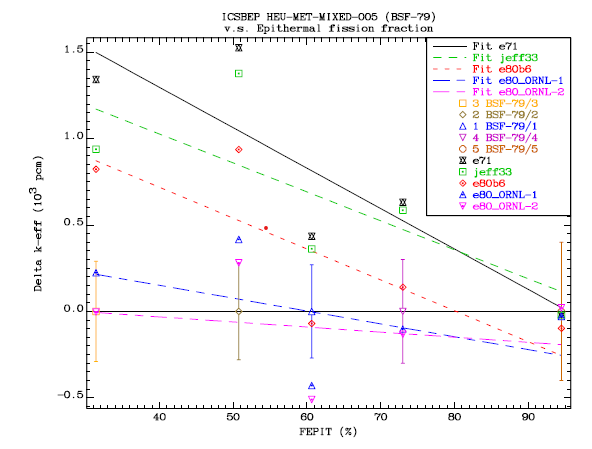 ICSBEP HEU-MET-MIXED-005 (BSF-79)
v.s. Epithermal fission fraction
Fit e71
Fit jeff33
Fit e80b6
Fit e80_ORNL-1
Fit e80_ORNL-2
3 BSF-79/3
2 BSF-79/2
1 BSF-79/1
4 BSF-79/4
5 BSF-79/5
e71
jeff33
e80b6
e80_ORNL-1
e80_ORNL-2
Delta k-eff (10³ pcm)
1.5
1.0
0.5
0.0
-0.5
40 50 60 70 80 90
FEPIT (%)